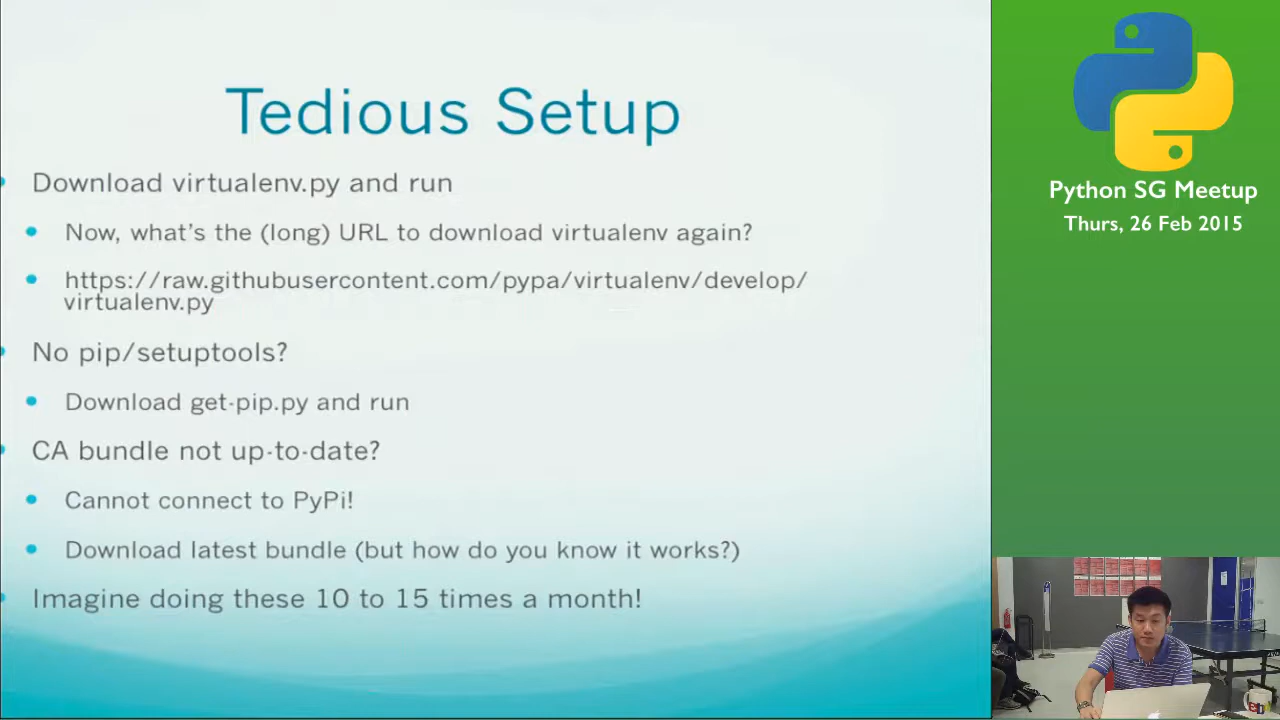 Tedious Setup
Download virtualenv.py and run
Now, what's the (long) URL to download virtualenv again?
https://raw.githubusercontent.com/pypa/virtualenv/develop/
virtualenv.py
No pip/setuptools?
Download get-pip.py and run
CA bundle not up-to-date?
Cannot connect to PyPi!
Download latest bundle (but how do you know it works?)
Imagine doing these 10 to 15 times a month!
Python SG Meetup
Thurs, 26 Feb 2015